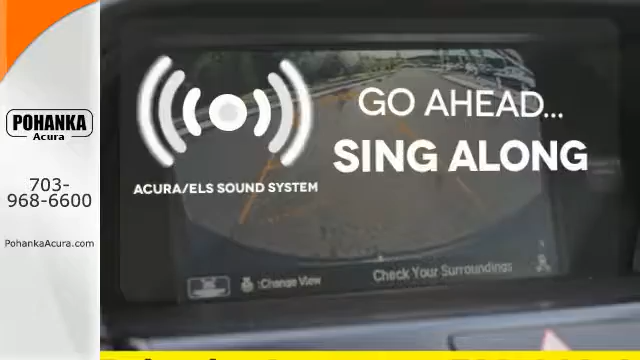 POHANKA
Acura
703-
968-6600
PohankaAcura.com
ACURA/ELS SOUND SYSTEM
GO AHEAD...
SING ALONG
:Change View
Check Your Surroundings